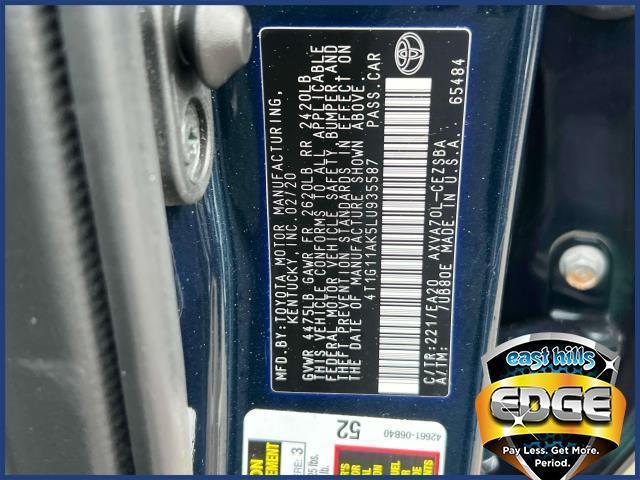 MFD. BY: TOYOTA MOTOR MANUFACTURING,
KENTUCKY, INC. 02/20
GVWR 4475LB GAWR FR 2620LB RR 2420LB
THIS VEHICLE CONFORMS TO ALL APPLICABLE
FEDERAL MOTOR VEHICLE SAFETY, BUMPER, AND
THEFT PREVENTION STANDARDS IN EFFECT ON
THE DATE OF MANUFACTURE SHOWN ABOVE.
4T1G11AK5LU935587 PASS.CAR
C/TR:221/EA20 AXVA70L-CEZSBA
A/TM: /UB80E MADE IN U.S.A. 65484
52
42661-06B40
3
east hills
EDGE
Pay Less. Get More.
Period.